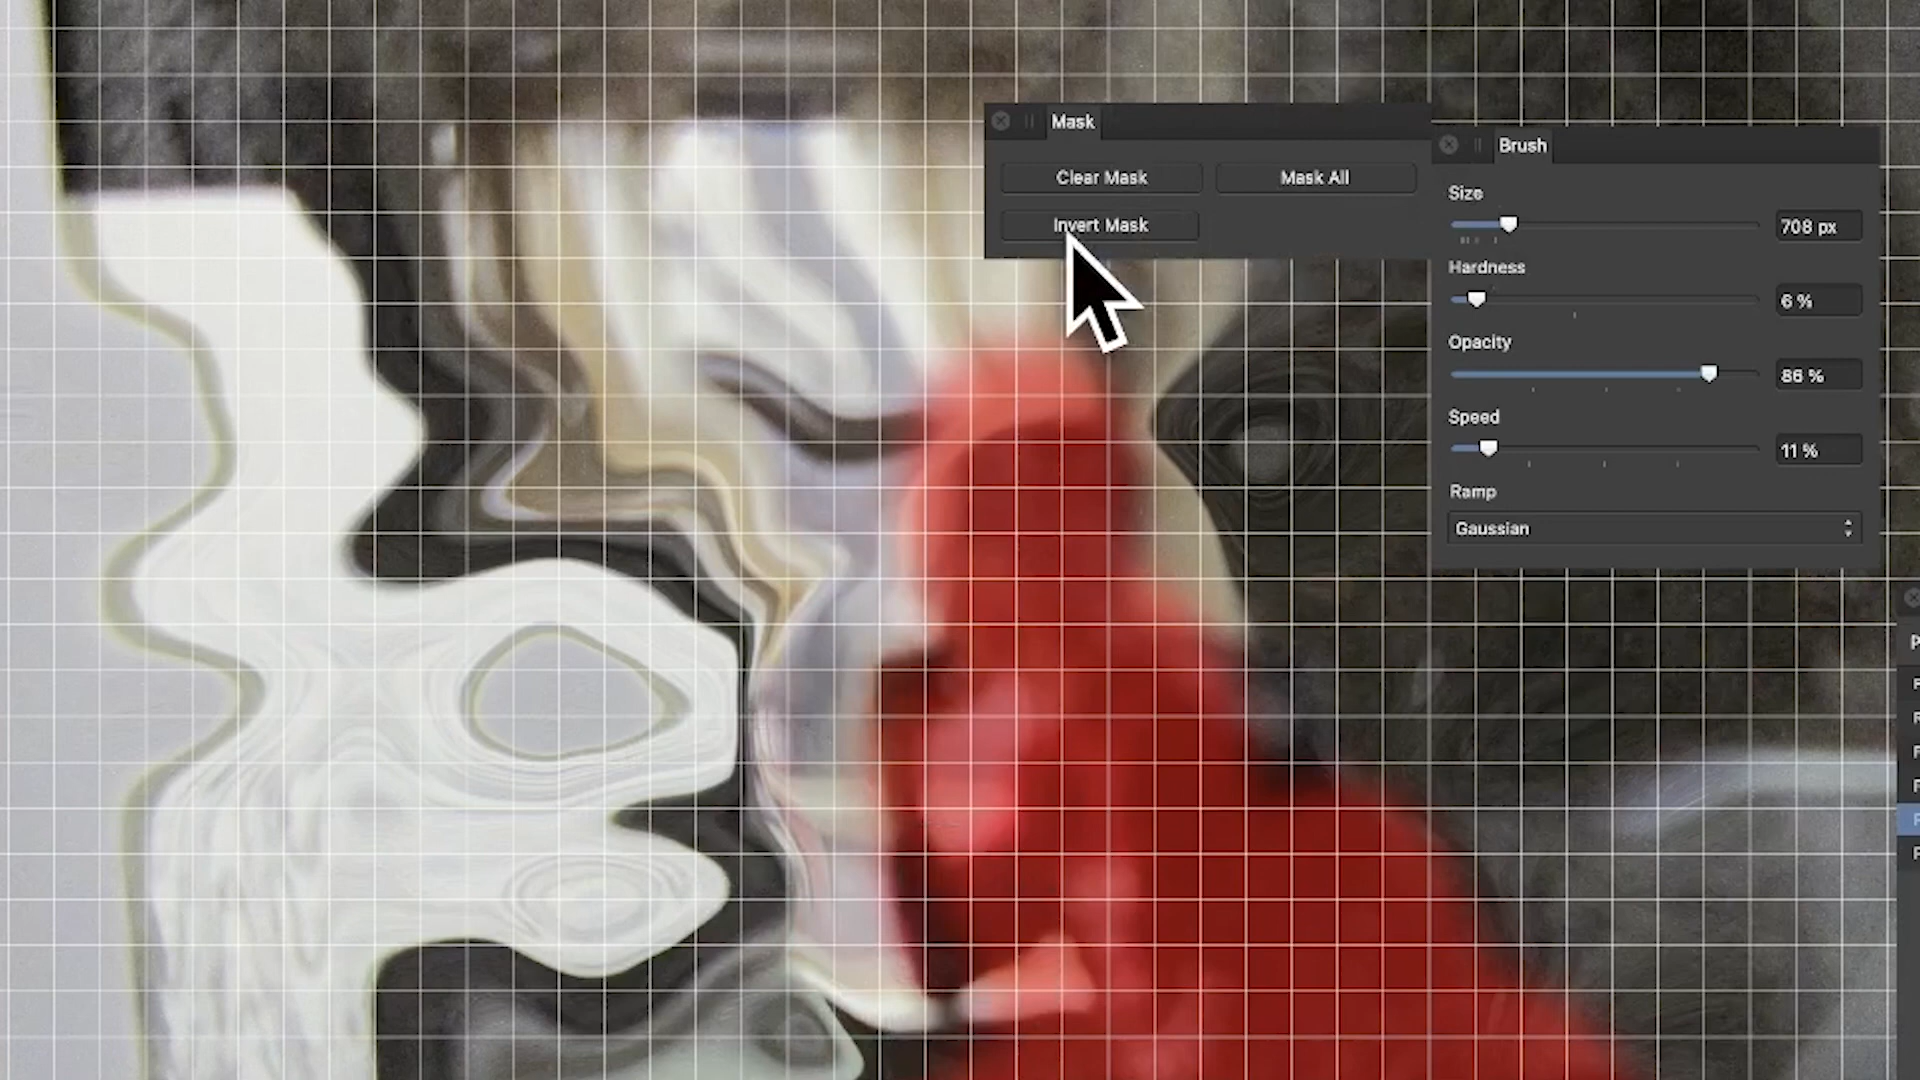 Mask
Clear Mask
Mask All
Invert Mask
Brush
Size
708 px
Hardness
6 %
Opacity
86 %
Speed
11 %
Ramp
Gaussian